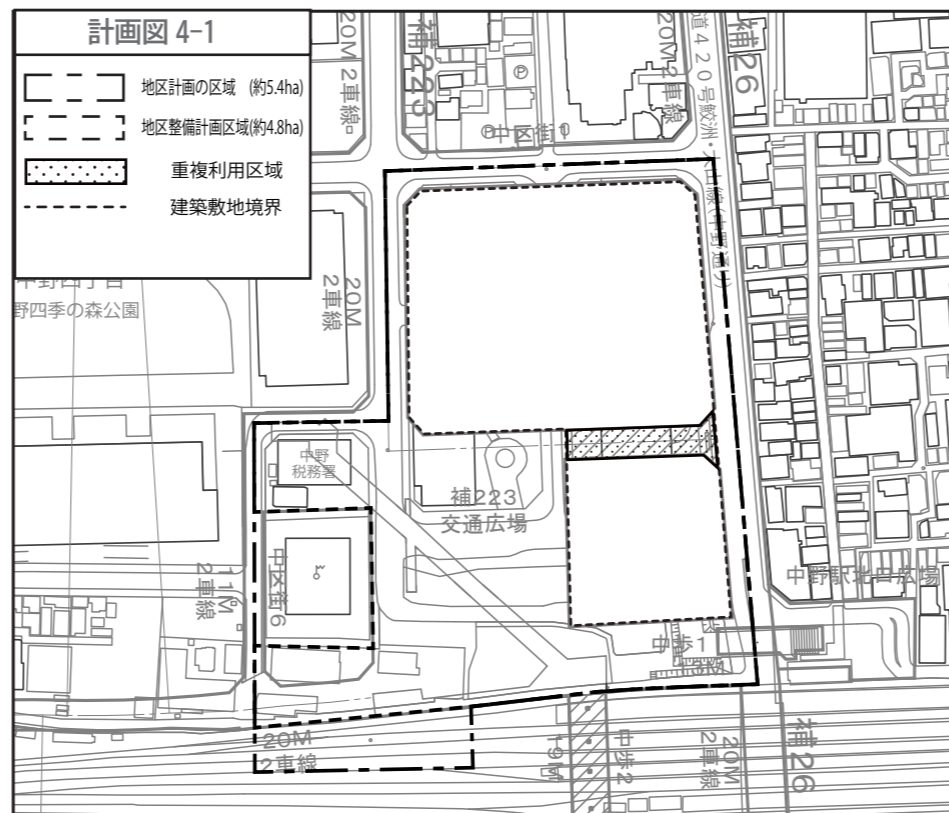 計画図 4-1
地区計画の区域 (約5.4ha)
地区整備計画区域(約4.8ha)
重複利用区域
建築敷地境界
20M
2車線
補223
中区街1
20M
2車線
補26
野四季の森公園
20M
2車線
中野
税務署
補223
交通広場
中区街6
11M
2車線
中野駅北口広場
中歩1
20M
2車線
19M
中歩2
20M
2車線
補26